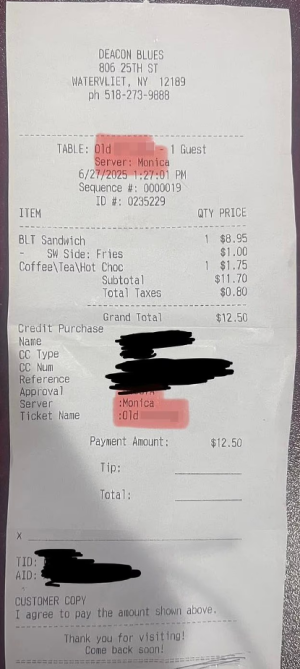 DEACON BLUES
806 25TH ST
WATERVLIET, NY 12189
ph 518-273-9888
TABLE: Old - 1 Guest
Server: Monica
6/27/2025 1:27:01 PM
Sequence #: 0000019
ID #: 0235229
ITEM QTY PRICE
BLT Sandwich 1 $8.95
- SW Side: Fries $1.00
Coffee\Tea\Hot Choc 1 $1.75
Subtotal $11.70
Total Taxes $0.80
Grand Total $12.50
Credit Purchase
Name
CC Type
CC Num
Reference
Approval
Server :Monica
Ticket Name :Old
Payment Amount: $12.50
Tip:
Total:
X
TID:
AID:
CUSTOMER COPY
I agree to pay the amount shown above.
Thank you for visiting!
Come back soon!